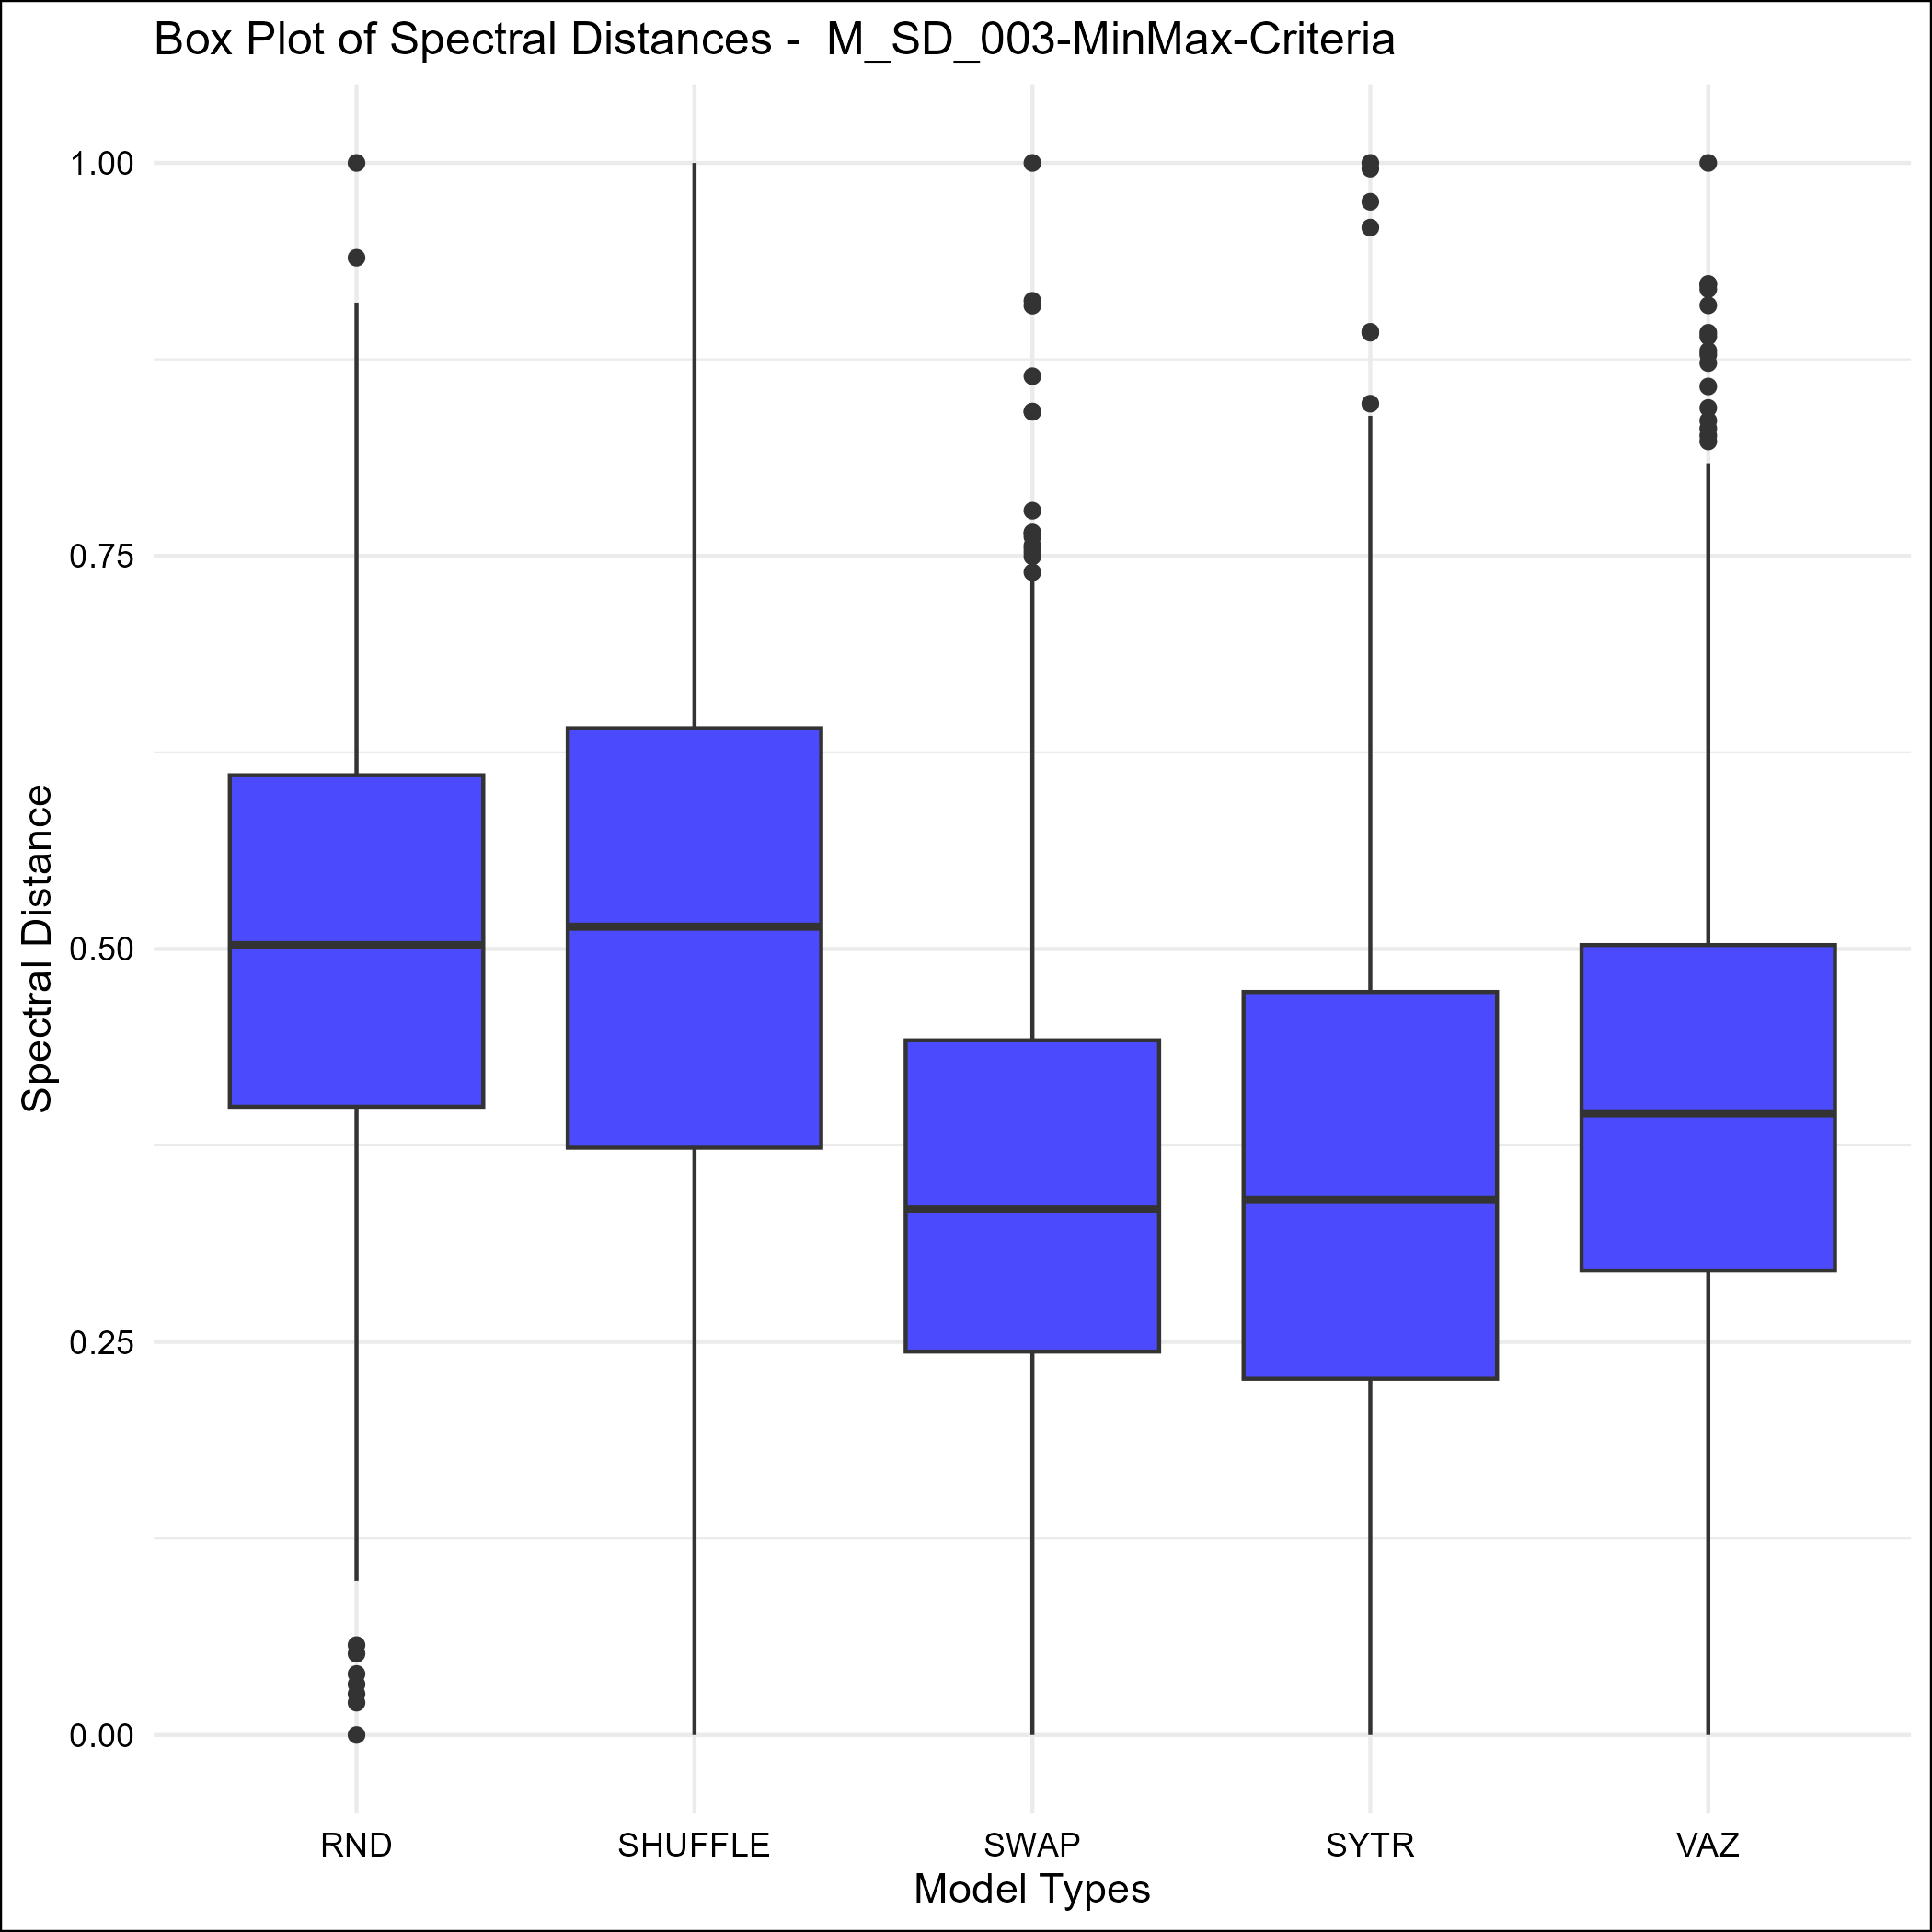 Box Plot of Spectral Distances -  M_SD_003-MinMax-Criteria
1.00
0.75
0.50
0.25
0.00
Spectral Distance
RND SHUFFLE SWAP SYTR VAZ
Model Types